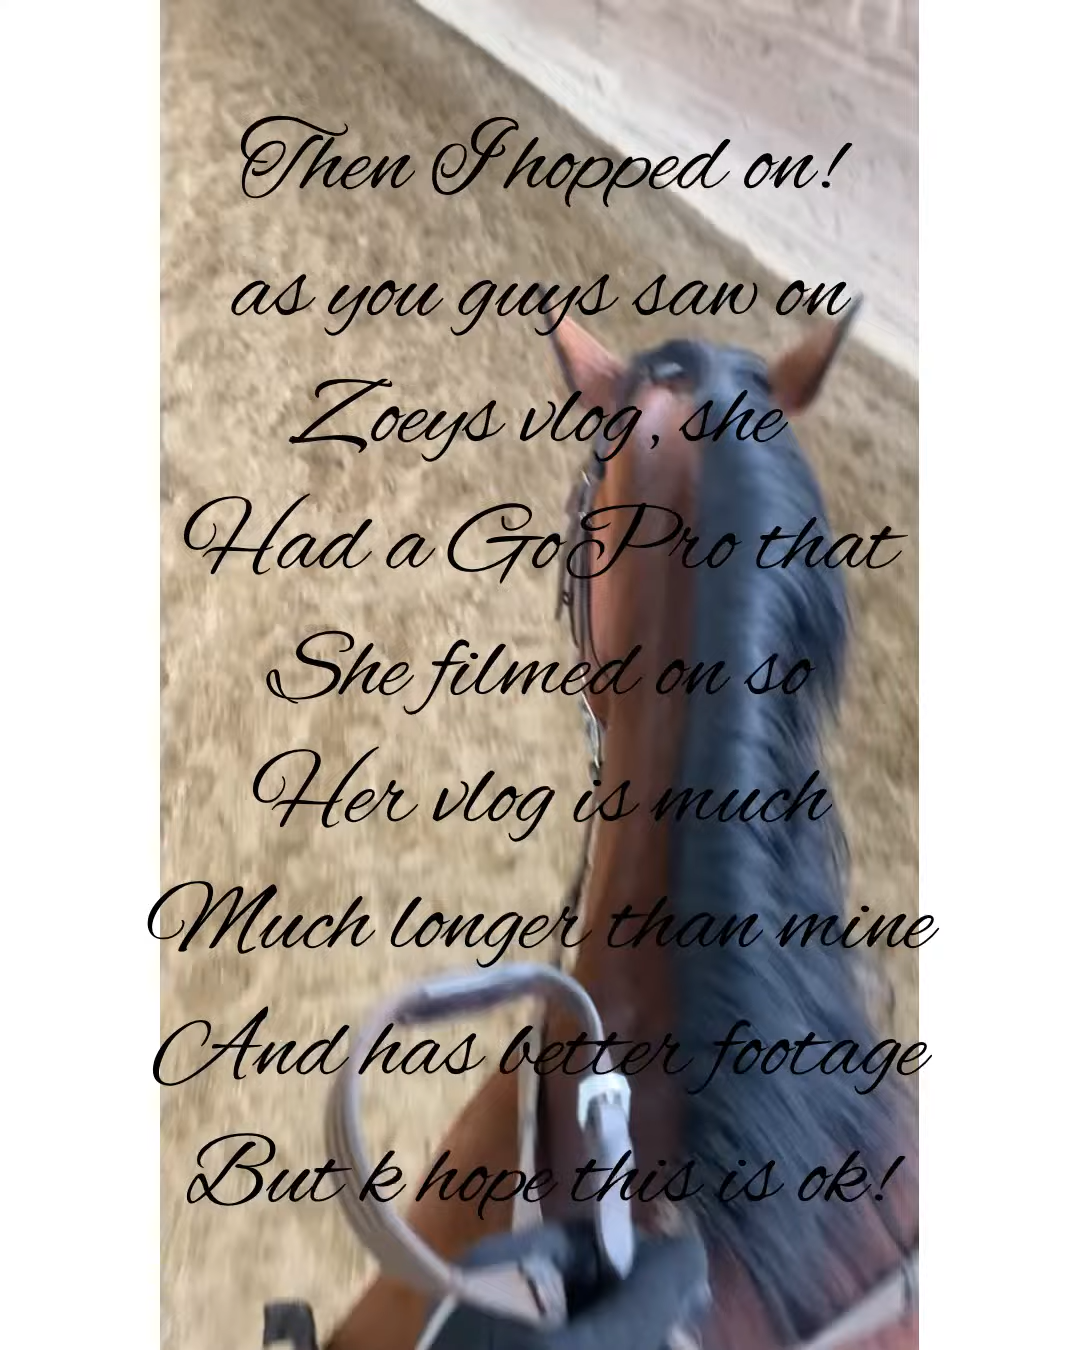 Then I hopped on!
as you guys saw on
Zoeys vlog, she
Had a GoPro that
She filmed on so
Her vlog is much
Much longer than mine
And has better footage
But k hope this is ok!